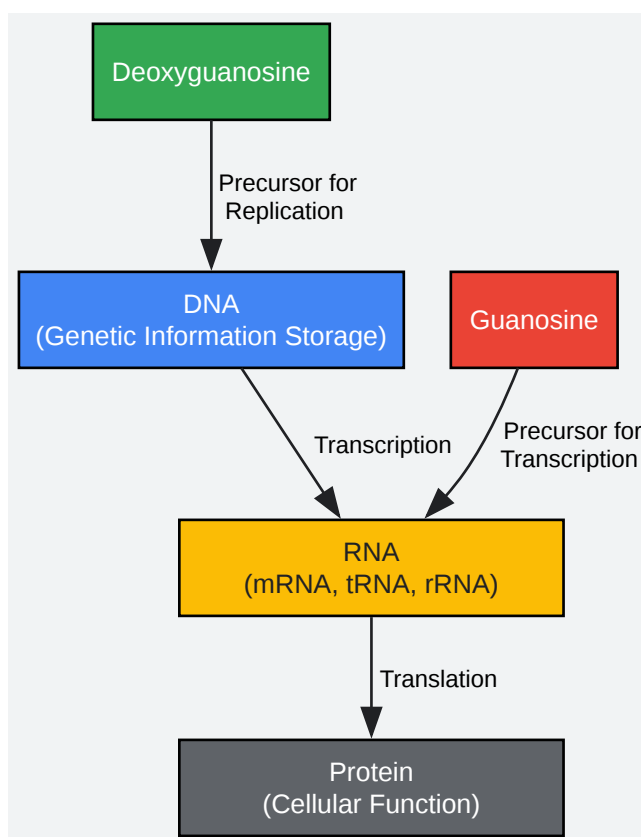 Deoxyguanosine
Precursor for
Replication
DNA
(Genetic Information Storage)
Guanosine
Transcription
Precursor for
Transcription
RNA
(mRNA, tRNA, rRNA)
Translation
Protein
(Cellular Function)